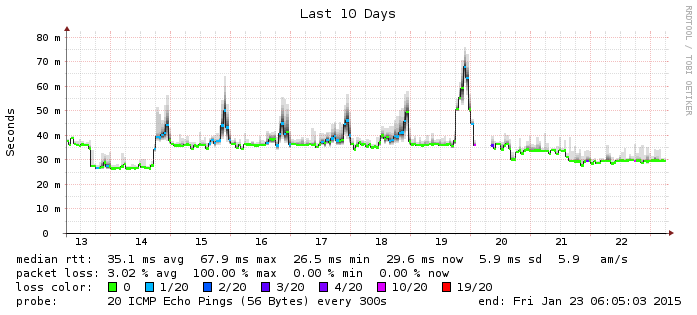 Last 10 Days
RRDTOOL / TOBI OETIKER
Seconds
80 m
70 m
60 m
50 m
40 m
30 m
20 m
10 m
0
13 14 15 16 17 18 19 20 21 22
median rtt: 35.1 ms avg 67.9 ms max 26.5 ms min 29.6 ms now 5.9 ms sd 5.9 am/s
packet loss: 3.02 % avg 100.00 % max 0.00 % min 0.00 % now
loss color: 0 1/20 2/20 3/20 4/20 10/20 19/20
probe: 20 ICMP Echo Pings (56 Bytes) every 300s end: Fri Jan 23 06:05:03 2015